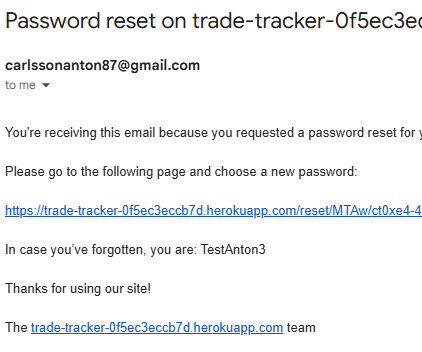 Password reset on trade-tracker-0f5ec3ec
carlssonanton87@gmail.com
to me
You're receiving this email because you requested a password reset for
Please go to the following page and choose a new password:
https://trade-tracker-0f5ec3eccb7d.herokuapp.com/reset/MTAw/ct0xe4-4
In case you've forgotten, you are: TestAnton3
Thanks for using our site!
The trade-tracker-0f5ec3eccb7d.herokuapp.com team